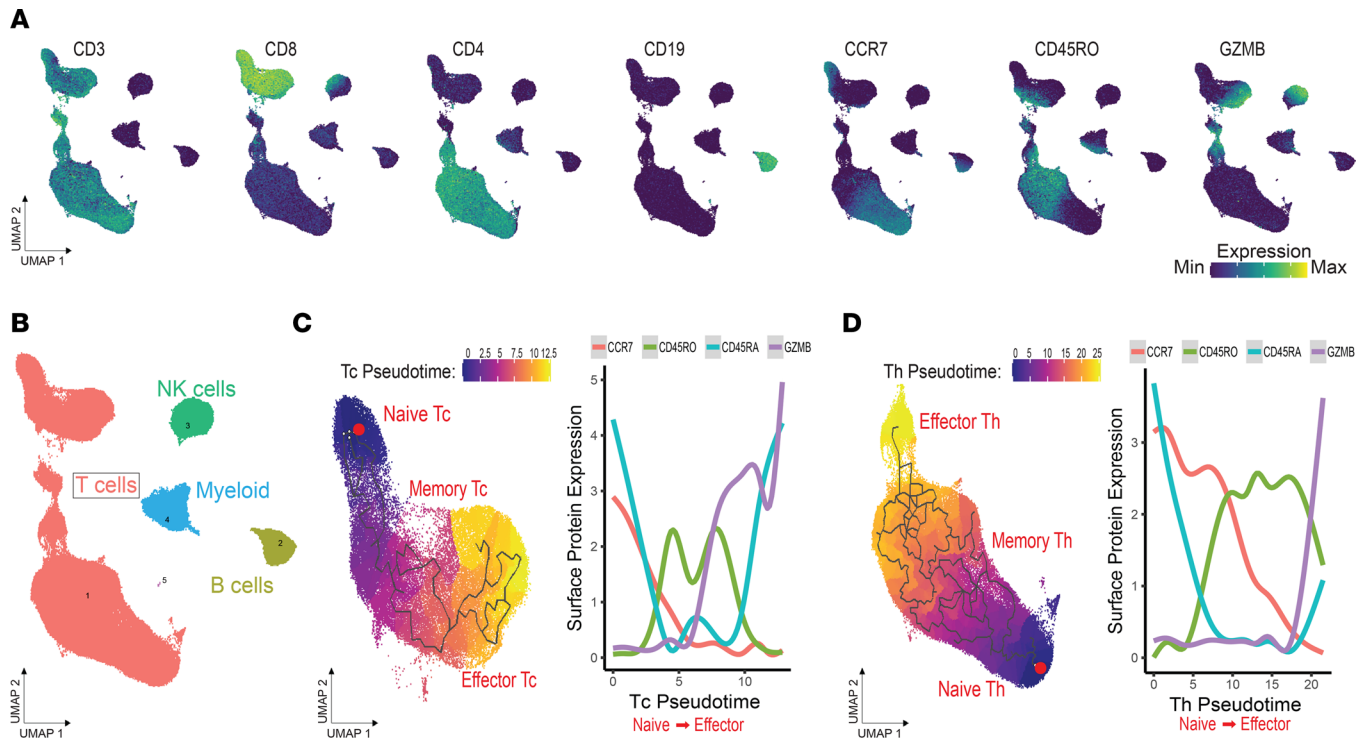 A
CD3 CD8 CD4 CD19 CCR7 CD45RO GZMB
UMAP 2
UMAP 1
Expression
Min Max
B
NK cells
3
T cells
Myeloid
4
2
5
B cells
1
UMAP 2
UMAP 1
C
Tc Pseudotime:
0 2.5 5 7.5 10 12.5
Naive Tc
Memory Tc
Effector Tc
UMAP 2
UMAP 1
CCR7 CD45RO CD45RA GZMB
Surface Protein Expression
5
4
3
2
1
0
0 5 10
Tc Pseudotime
Naive ➡ Effector
D
Th Pseudotime:
0 5 10 15 20 25
Effector Th
Memory Th
Naive Th
UMAP 2
UMAP 1
CCR7 CD45RO CD45RA GZMB
Surface Protein Expression
3
2
1
0
0 5 10 15 20
Th Pseudotime
Naive ➡ Effector